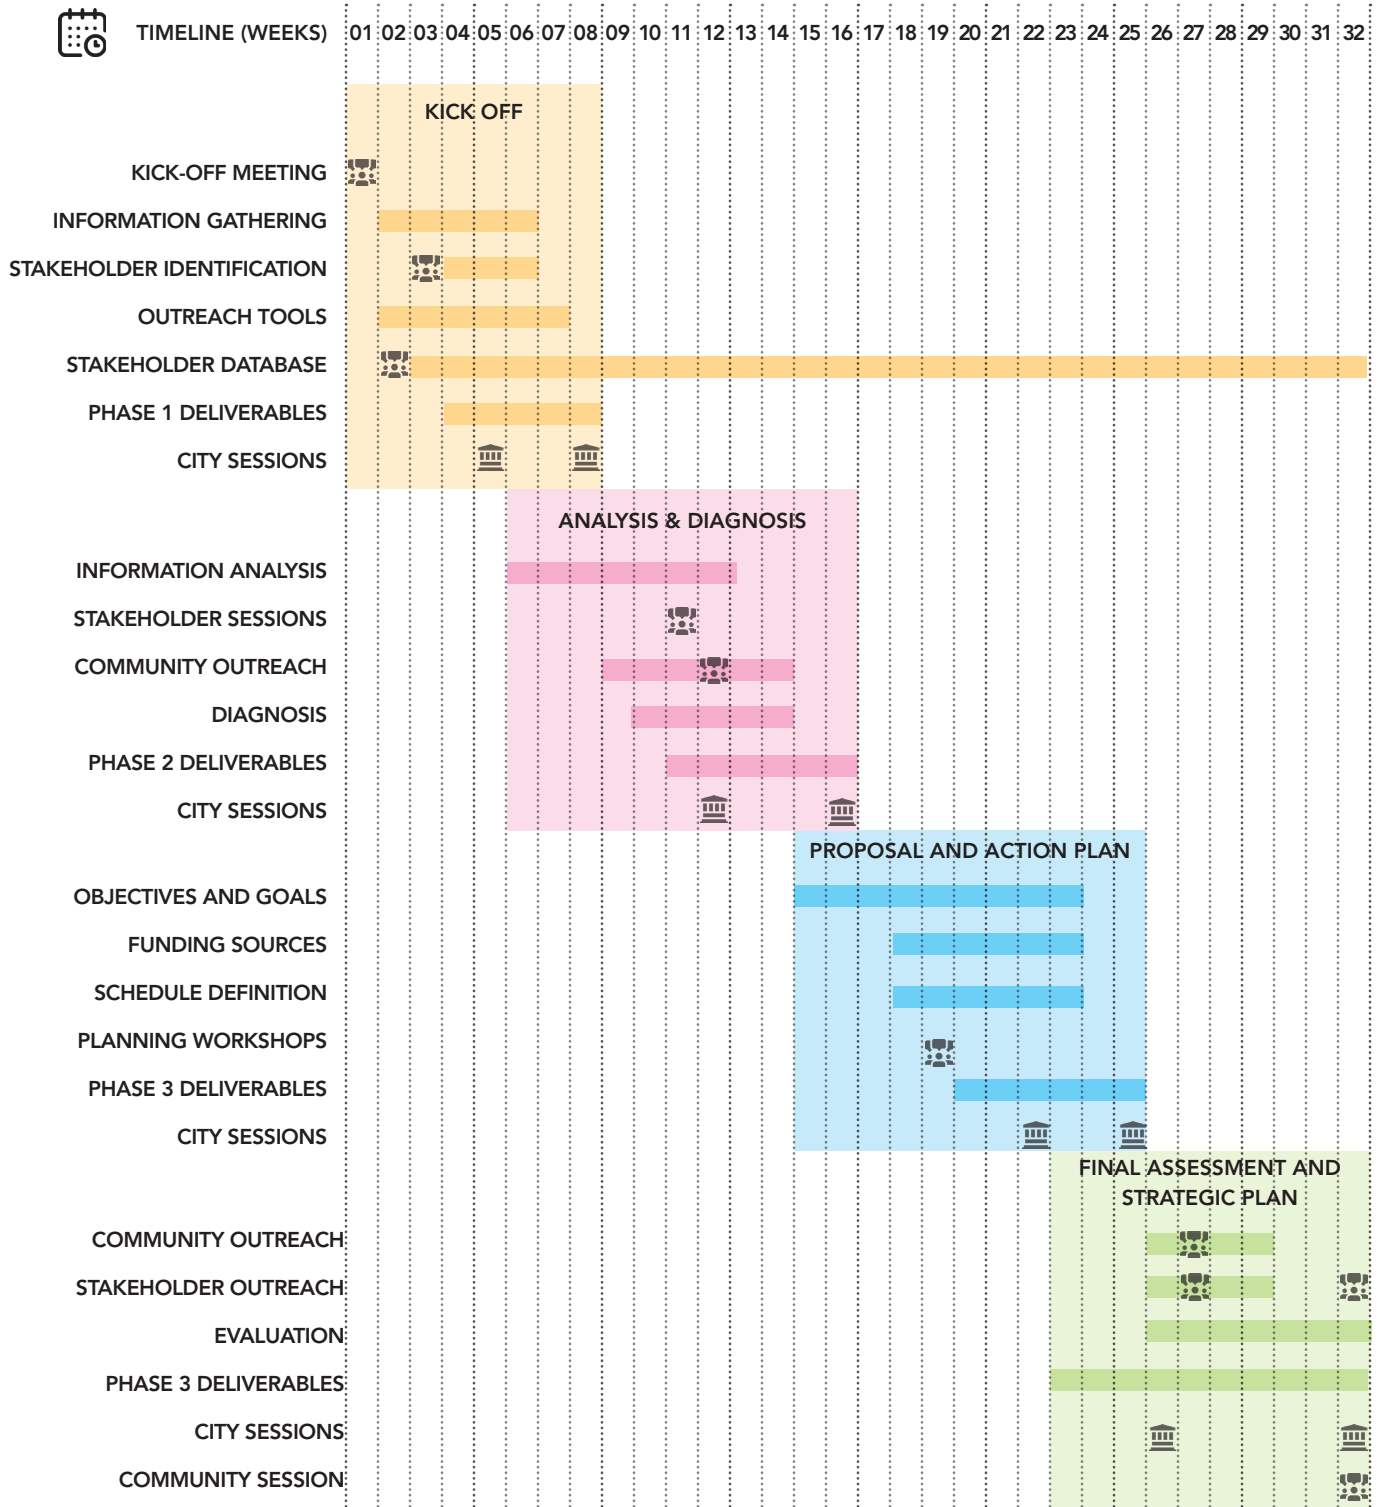 TIMELINE (WEEKS) 01 02 03 04 05 06 07 08 09 10 11 12 13 14 15 16 17 18 19 20 21 22 23 24 25 26 27 28 29 30 31 32
KICK OFF
KICK-OFF MEETING
INFORMATION GATHERING
STAKEHOLDER IDENTIFICATION
OUTREACH TOOLS
STAKEHOLDER DATABASE
PHASE 1 DELIVERABLES
CITY SESSIONS
ANALYSIS & DIAGNOSIS
INFORMATION ANALYSIS
STAKEHOLDER SESSIONS
COMMUNITY OUTREACH
DIAGNOSIS
PHASE 2 DELIVERABLES
CITY SESSIONS
PROPOSAL AND ACTION PLAN
OBJECTIVES AND GOALS
FUNDING SOURCES
SCHEDULE DEFINITION
PLANNING WORKSHOPS
PHASE 3 DELIVERABLES
CITY SESSIONS
FINAL ASSESSMENT AND
STRATEGIC PLAN
COMMUNITY OUTREACH
STAKEHOLDER OUTREACH
EVALUATION
PHASE 3 DELIVERABLES
CITY SESSIONS
COMMUNITY SESSION